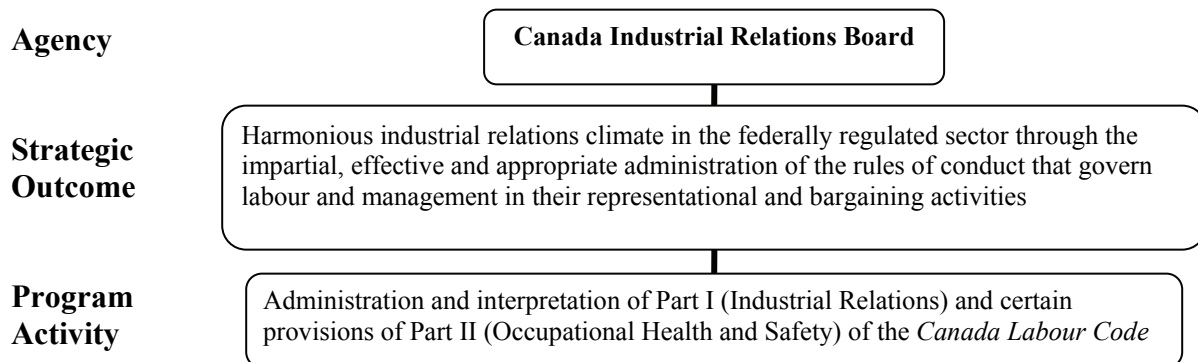 Agency
Canada Industrial Relations Board
Strategic
Outcome
Harmonious industrial relations climate in the federally regulated sector through the
impartial, effective and appropriate administration of the rules of conduct that govern
labour and management in their representational and bargaining activities
Program
Activity
Administration and interpretation of Part I (Industrial Relations) and certain
provisions of Part II (Occupational Health and Safety) of the Canada Labour Code